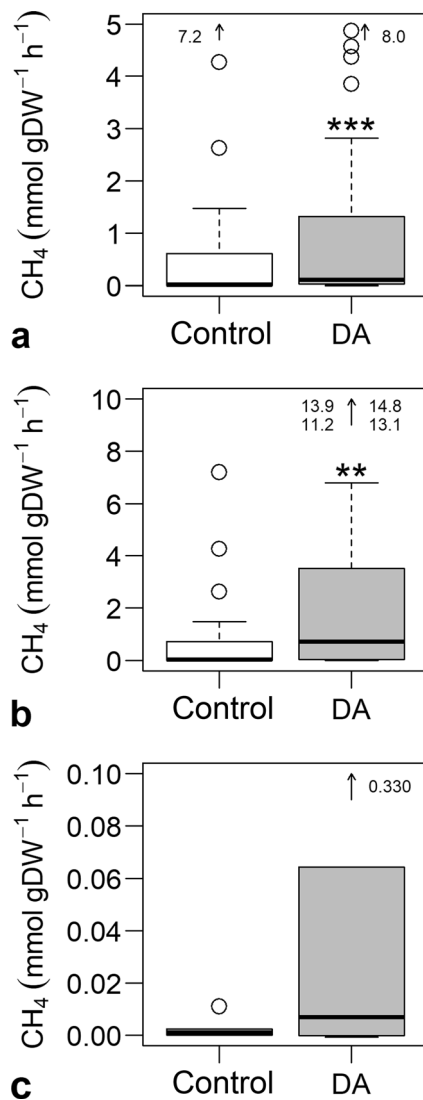 5
4
3
2
1
0
CH₄ (mmol gDW⁻¹ h⁻¹)
7.2
8.0
***
Control DA
a
10
8
6
4
2
0
CH₄ (mmol gDW⁻¹ h⁻¹)
13.9 14.8
11.2 13.1
**
Control DA
b
0.10
0.08
0.06
0.04
0.02
0.00
CH₄ (mmol gDW⁻¹ h⁻¹)
0.330
Control DA
c